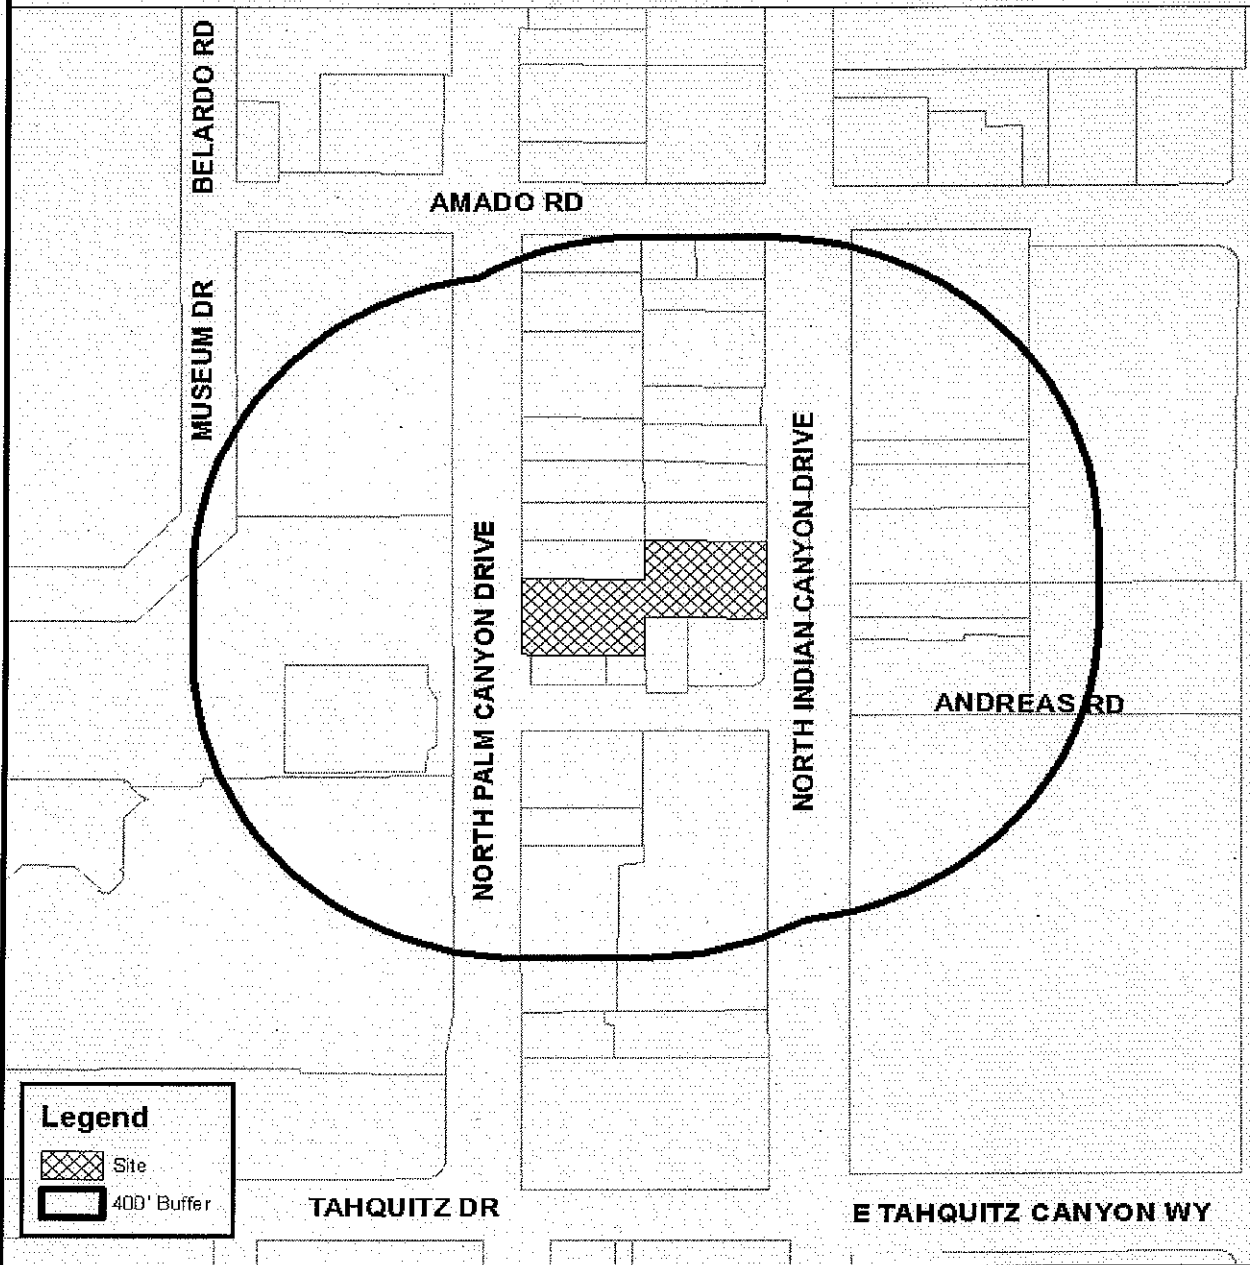 BELARDO RD
AMADO RD
MUSEUM DR
NORTH PALM CANYON DRIVE
NORTH INDIAN CANYON DRIVE
ANDREAS RD
Legend
Site
400' Buffer
TAHQUITZ DR
E TAHQUITZ CANYON WY